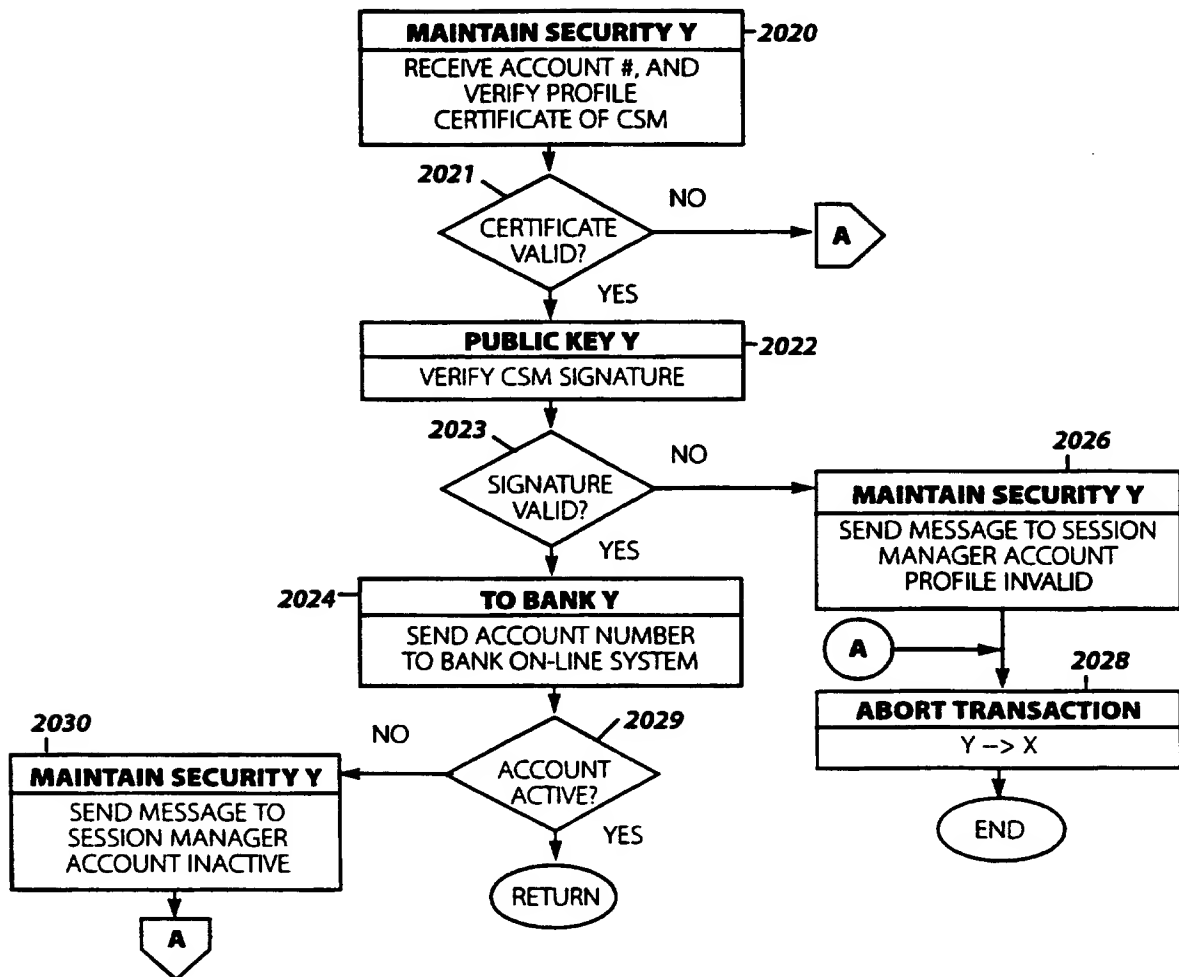 MAINTAIN SECURITY Y
2020
RECEIVE ACCOUNT #, AND
VERIFY PROFILE
CERTIFICATE OF CSM
2021
NO
CERTIFICATE
VALID?
A
YES
PUBLIC KEY Y
2022
VERIFY CSM SIGNATURE
2023
NO
SIGNATURE
VALID?
YES
2026
MAINTAIN SECURITY Y
SEND MESSAGE TO SESSION
MANAGER ACCOUNT
PROFILE INVALID
2024
TO BANK Y
SEND ACCOUNT NUMBER
TO BANK ON-LINE SYSTEM
A
2028
ABORT TRANSACTION
Y --> X
END
2029
NO
ACCOUNT
ACTIVE?
YES
RETURN
2030
MAINTAIN SECURITY Y
SEND MESSAGE TO
SESSION MANAGER
ACCOUNT INACTIVE
A